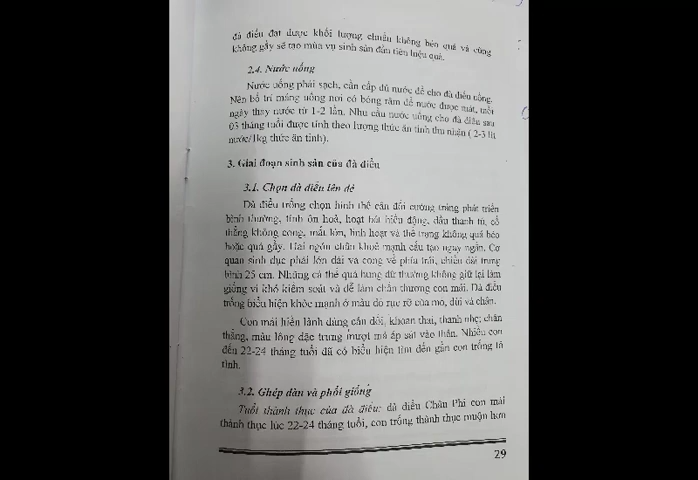 đà điểu đạt được khối lượng chuẩn không béo quá và cũng
không gầy sẽ tạo mùa vụ sinh sản đầu tiên hiệu quả.
2.4. Nước uống
Nước uống phải sạch, cần cấp đủ nước để cho đà điểu uống.
Nên bố trí máng uống nơi có bóng râm để nước được mát, mỗi
ngày thay nước từ 1-2 lần. Nhu cầu nước uống cho đà điểu sau
03 tháng tuổi được tính theo lượng thức ăn tinh thu nhận ( 2-3 lít
nước/1kg thức ăn tinh).
3. Giai đoạn sinh sản của đà điểu
3.1. Chọn đà điểu lên đẻ
Đà điểu trống chọn hình thể cân đối cường tráng phát triển
bình thường, tính ôn hoà, hoạt bát hiếu động, đầu thanh tú, cổ
thẳng không cong, mắt lớn, linh hoạt và thể trạng không quá béo
hoặc quá gầy. Hai ngón chân khoẻ mạnh cấu tạo ngay ngắn. Cơ
quan sinh dục phải lớn dài và cong về phía trái, chiều dài trung
bình 25 cm. Những cá thể quá hung dữ thường không giữ lại làm
giống vì khó kiểm soát và dễ làm chấn thương con mái. Đà điểu
trống biểu hiện khỏe mạnh ở màu đỏ rực rỡ của mỏ, đùi và chân.
Con mái hiền lành dáng cân đối, khoan thai, thanh nhẹ; chân
thẳng, màu lông đặc trưng mượt mà áp sát vào thân. Nhiều con
đến 22-24 tháng tuổi đã có biểu hiện tìm đến gần con trống tỏ
tình.
3.2. Ghép đàn và phối giống
Tuổi thành thục của đà điểu: đà điểu Châu Phi con mái
thành thục lúc 22-24 tháng tuổi, con trống thành thục muộn hơn
29